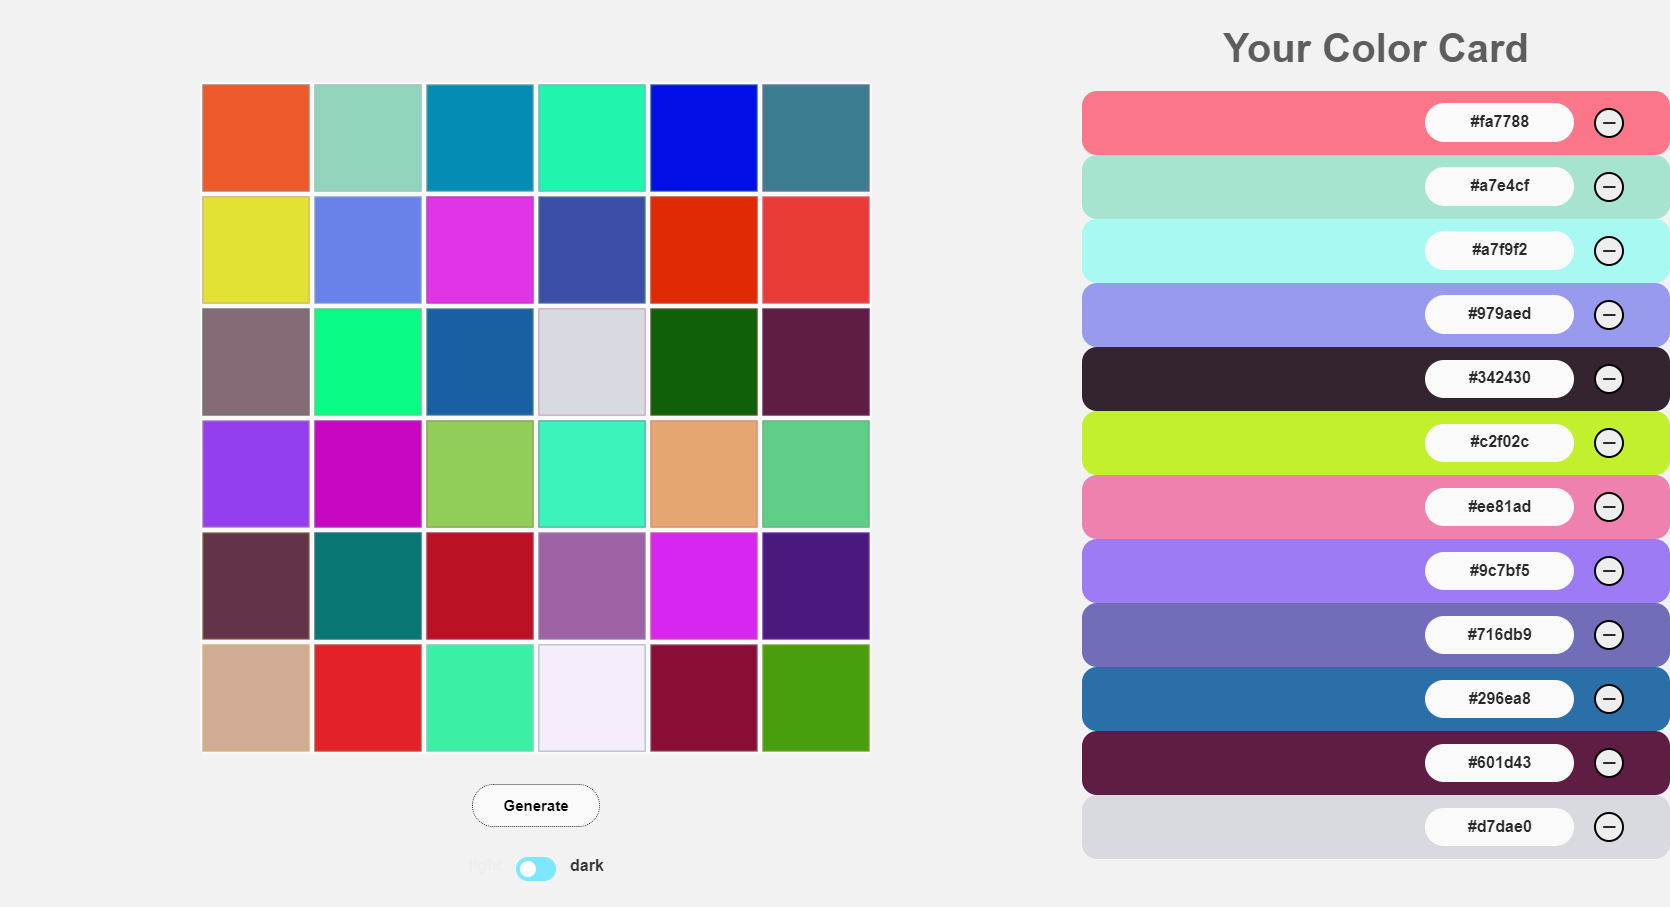 Your Color Card
#fa7788
#a7e4cf
#a7f9f2
#979aed
#342430
#c2f02c
#ee81ad
#9c7bf5
#716db9
#296ea8
#601d43
#d7dae0
Generate
light dark